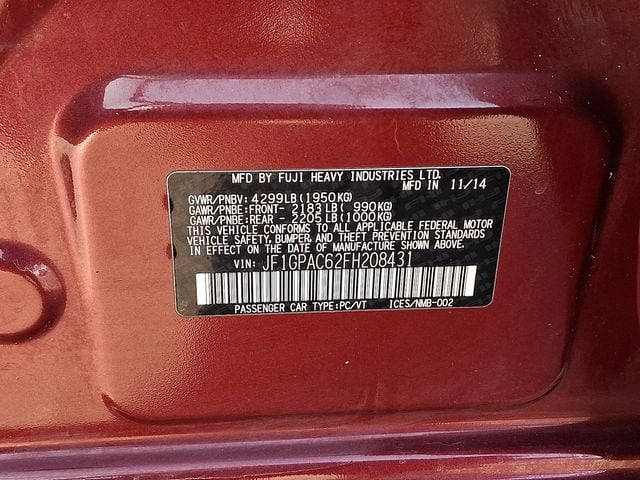 MFD BY FUJI HEAVY INDUSTRIES LTD.
MFD IN 11/14
GVWR/PNBV: 4299LB(1950KG)
GAWR/PNBE:FRONT- 2183LB( 990KG)
GAWR/PNBE:REAR - 2205LB(1000KG)
THIS VEHICLE CONFORMS TO ALL APPLICABLE FEDERAL MOTOR
VEHICLE SAFETY, BUMPER, AND THEFT PREVENTION STANDARDS
IN EFFECT ON THE DATE OF MANUFACTURE SHOWN ABOVE.
VIN: JF1GPAC62FH208431
PASSENGER CAR TYPE:PC/VT ICES/NMB-002